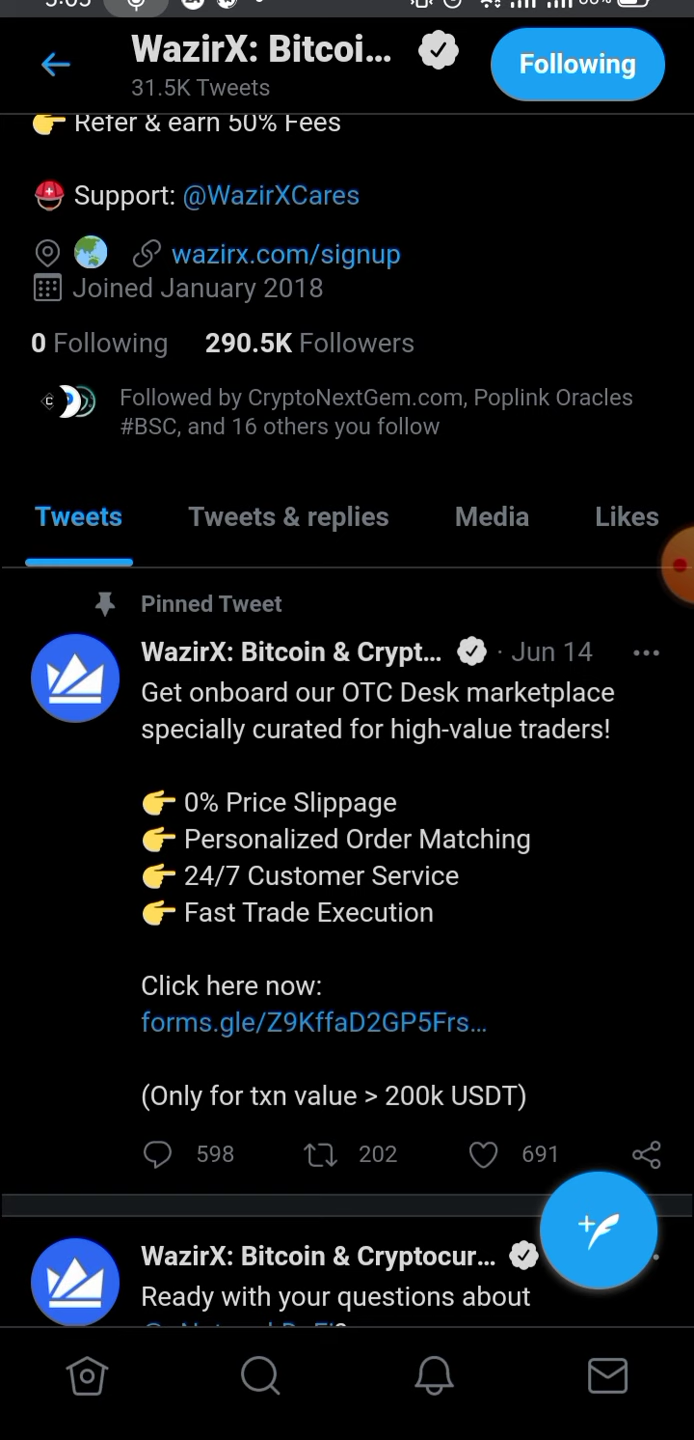 WazirX: Bitcoi...
31.5K Tweets
Following
👉 Refer & earn 50% Fees
⛑️ Support: @WazirXCares
🌏 wazirx.com/signup
Joined January 2018
0 Following 290.5K Followers
Followed by CryptoNextGem.com, Poplink Oracles
#BSC, and 16 others you follow
Tweets Tweets & replies Media Likes
Pinned Tweet
WazirX: Bitcoin & Crypt... · Jun 14
Get onboard our OTC Desk marketplace
specially curated for high-value traders!
👉 0% Price Slippage
👉 Personalized Order Matching
👉 24/7 Customer Service
👉 Fast Trade Execution
Click here now:
forms.gle/Z9KffaD2GP5Frs...
(Only for txn value > 200k USDT)
598 202 691
WazirX: Bitcoin & Cryptocur...
Ready with your questions about